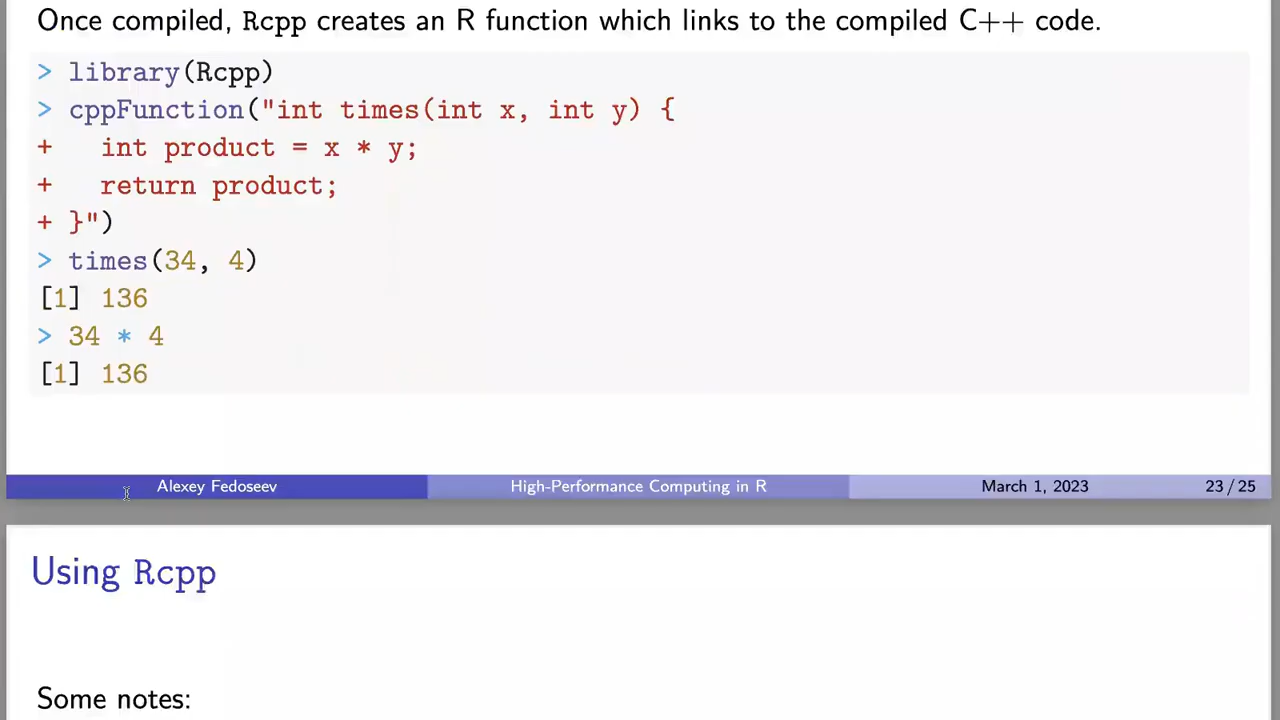 Once compiled, Rcpp creates an R function which links to the compiled C++ code.
> library(Rcpp)
> cppFunction("int times(int x, int y) {
+   int product = x * y;
+   return product;
+ }")
> times(34, 4)
[1] 136
> 34 * 4
[1] 136
Alexey Fedoseev High-Performance Computing in R March 1, 2023 23 / 25
Using Rcpp
Some notes: